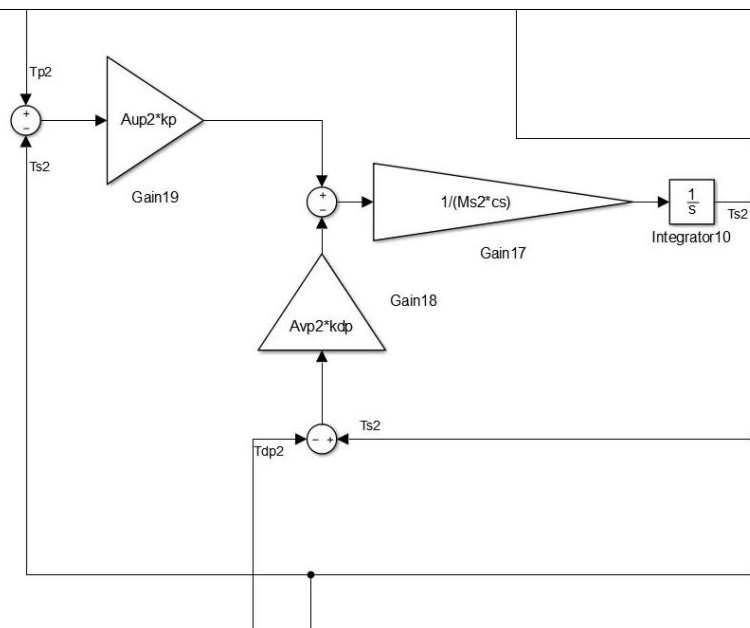 Tp2
+
−
Ts2
Aup2*kp
Gain19
+
−
1/(Ms2*cs)
Gain17
1
s
Integrator10
Ts2
Avp2*kdp
Gain18
− +
Ts2
Tdp2